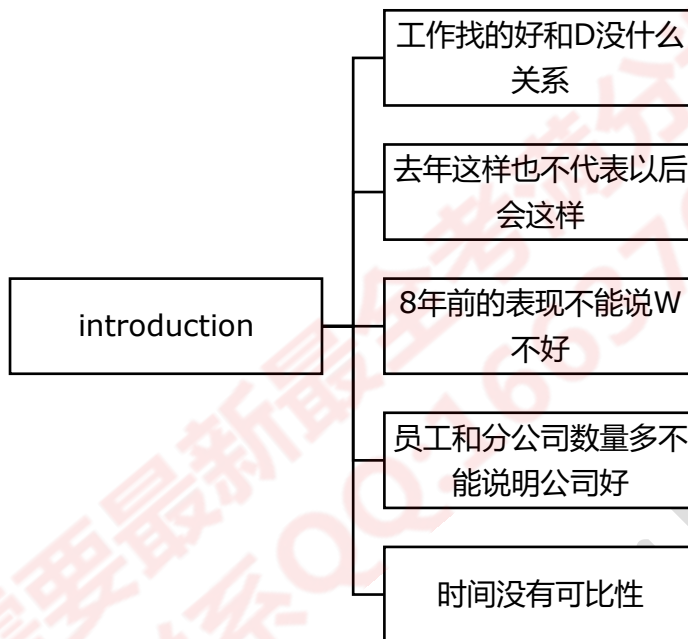 工作找的好和D没什么
关系
去年这样也不代表以后
会这样
introduction
8年前的表现不能说W
不好
员工和分公司数量多不
能说明公司好
时间没有可比性